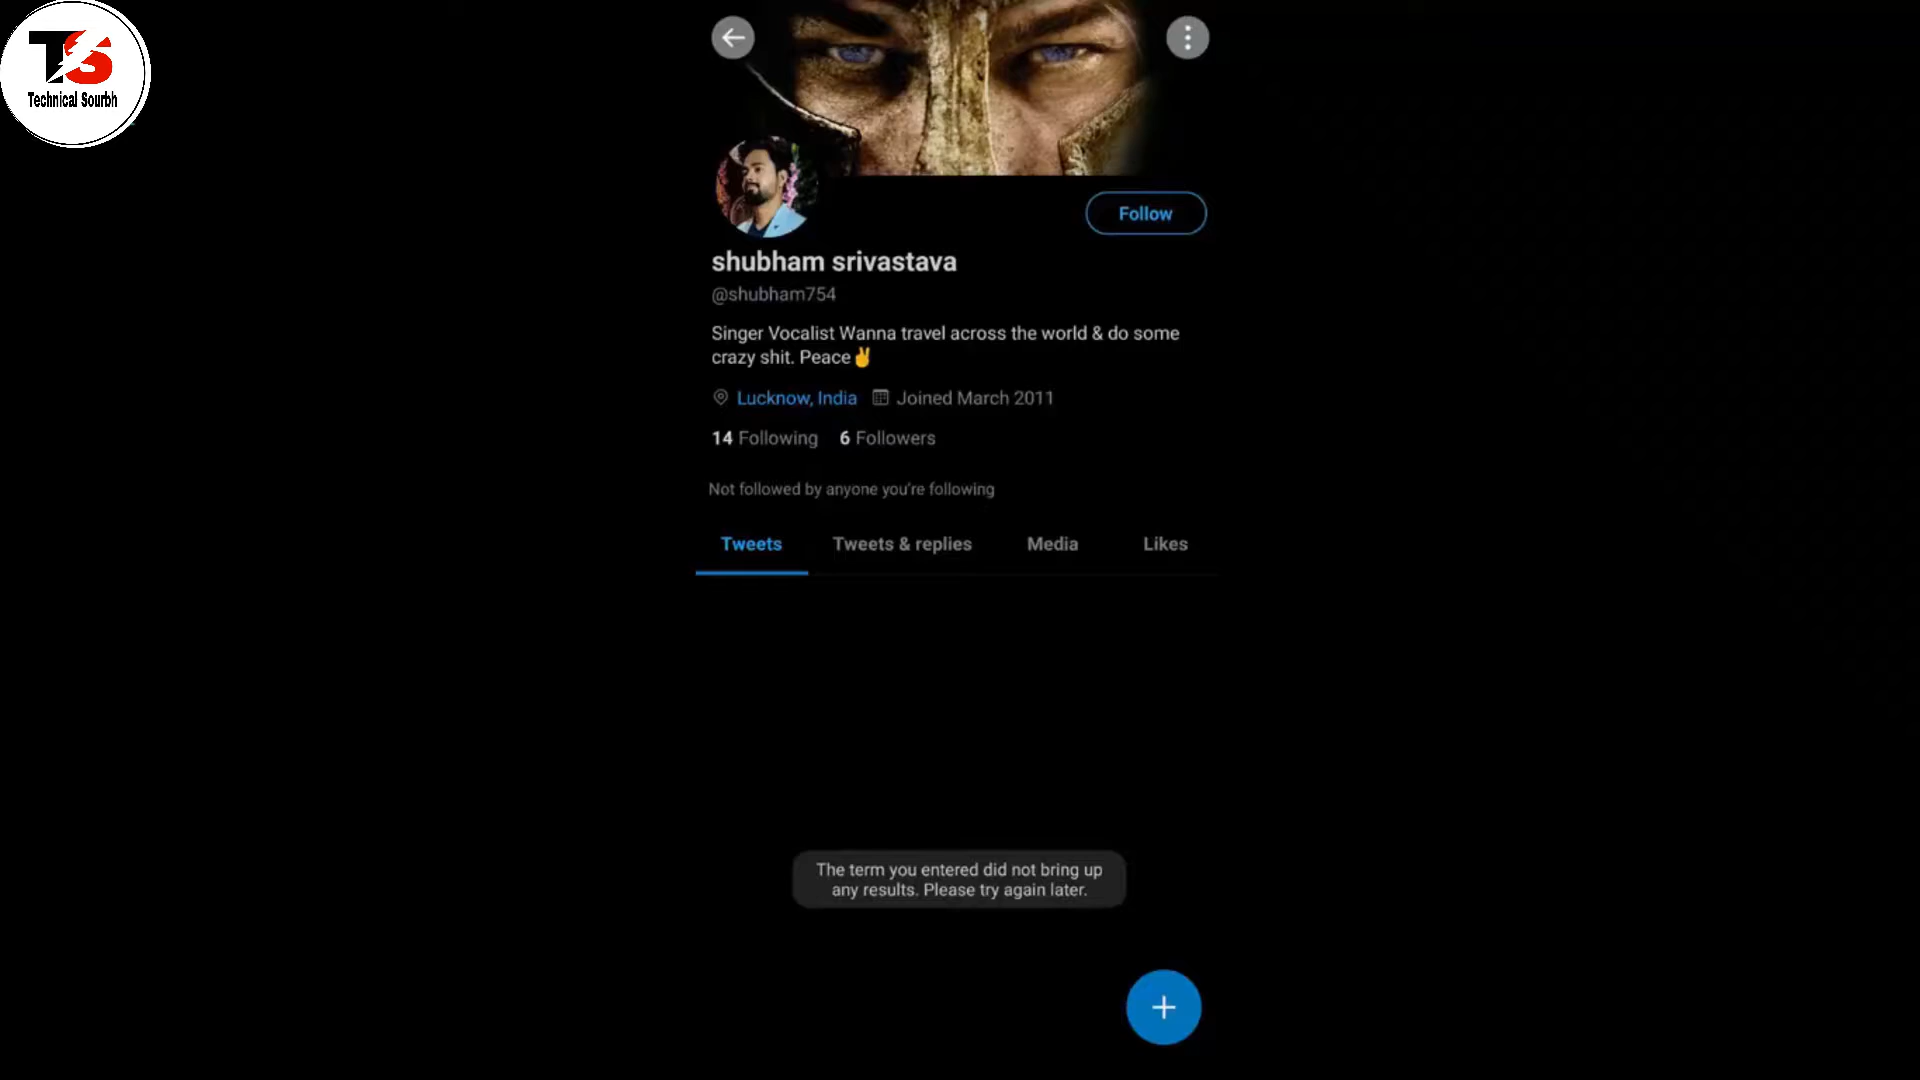 TS
Technical Sourbh
Follow
shubham srivastava
@shubham754
Singer Vocalist Wanna travel across the world & do some
crazy shit. Peace✌
Lucknow, India Joined March 2011
14 Following 6 Followers
Not followed by anyone you're following
Tweets Tweets & replies Media Likes
The term you entered did not bring up
any results. Please try again later.